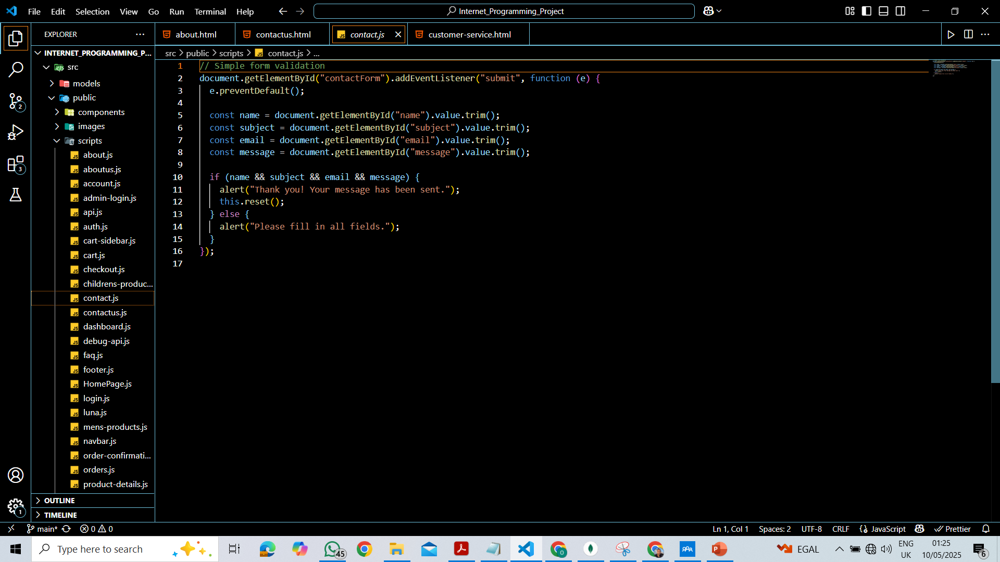 File Edit Selection View Go Run Terminal Help
Internet_Programming_Project
EXPLORER
about.html
contactus.html
contact.js
customer-service.html
INTERNET_PROGRAMMING_P...
src > public > scripts > JS contact.js > ...
src
models
public
components
images
scripts
about.js
aboutus.js
account.js
admin-login.js
api.js
auth.js
cart-sidebar.js
cart.js
checkout.js
childrens-produc...
contact.js
contactus.js
dashboard.js
debug-api.js
faq.js
footer.js
HomePage.js
login.js
luna.js
mens-products.js
navbar.js
order-confirmati...
orders.js
product-details.js
OUTLINE
TIMELINE
1 // Simple form validation
2 document.getElementById("contactForm").addEventListener("submit", function (e) {
3 e.preventDefault();
4
5 const name = document.getElementById("name").value.trim();
6 const subject = document.getElementById("subject").value.trim();
7 const email = document.getElementById("email").value.trim();
8 const message = document.getElementById("message").value.trim();
9
10 if (name && subject && email && message) {
11 alert("Thank you! Your message has been sent.");
12 this.reset();
13 } else {
14 alert("Please fill in all fields.");
15 }
16 });
17
2
3
1
main* 0 0
Ln 1, Col 1 Spaces: 2 UTF-8 CRLF {} JavaScript Prettier
Type here to search
45
EGAL
ENG
UK
01:25
10/05/2025
6